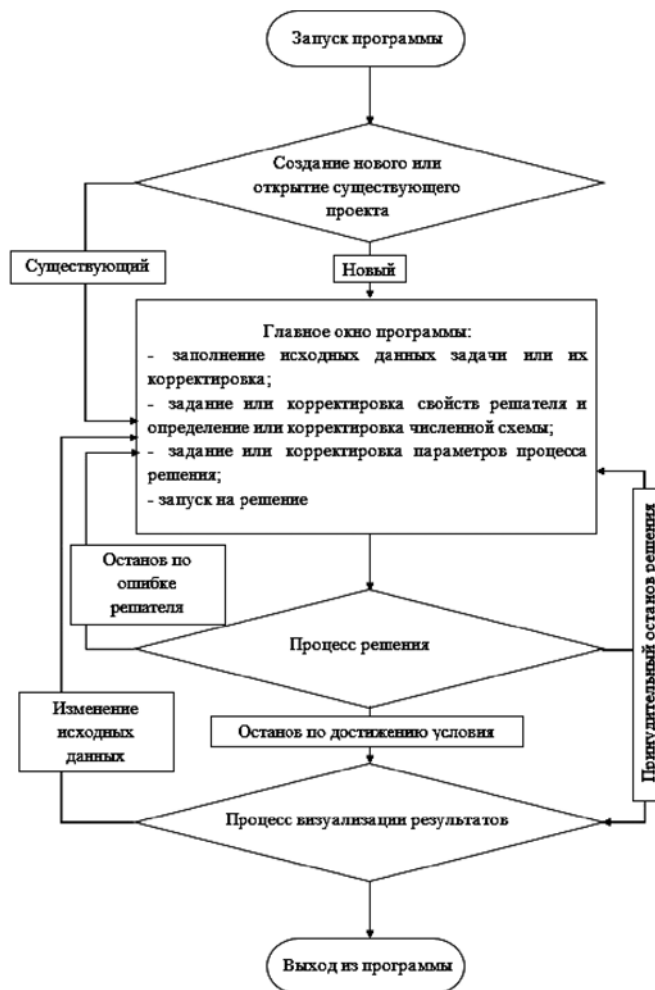 Запуск программы
Создание нового или
открытие существующего
проекта
Существующий
Новый
Главное окно программы:
- заполнение исходных данных задачи или их
корректировка;
- задание или корректировка свойств решателя и
определение или корректировка численной схемы;
- задание или корректировка параметров процесса
решения;
- запуск на решение
Останов по
ошибке
решателя
Принудительный останов решения
Процесс решения
Изменение
исходных
данных
Останов по достижению условия
Процесс визуализации результатов
Выход из программы